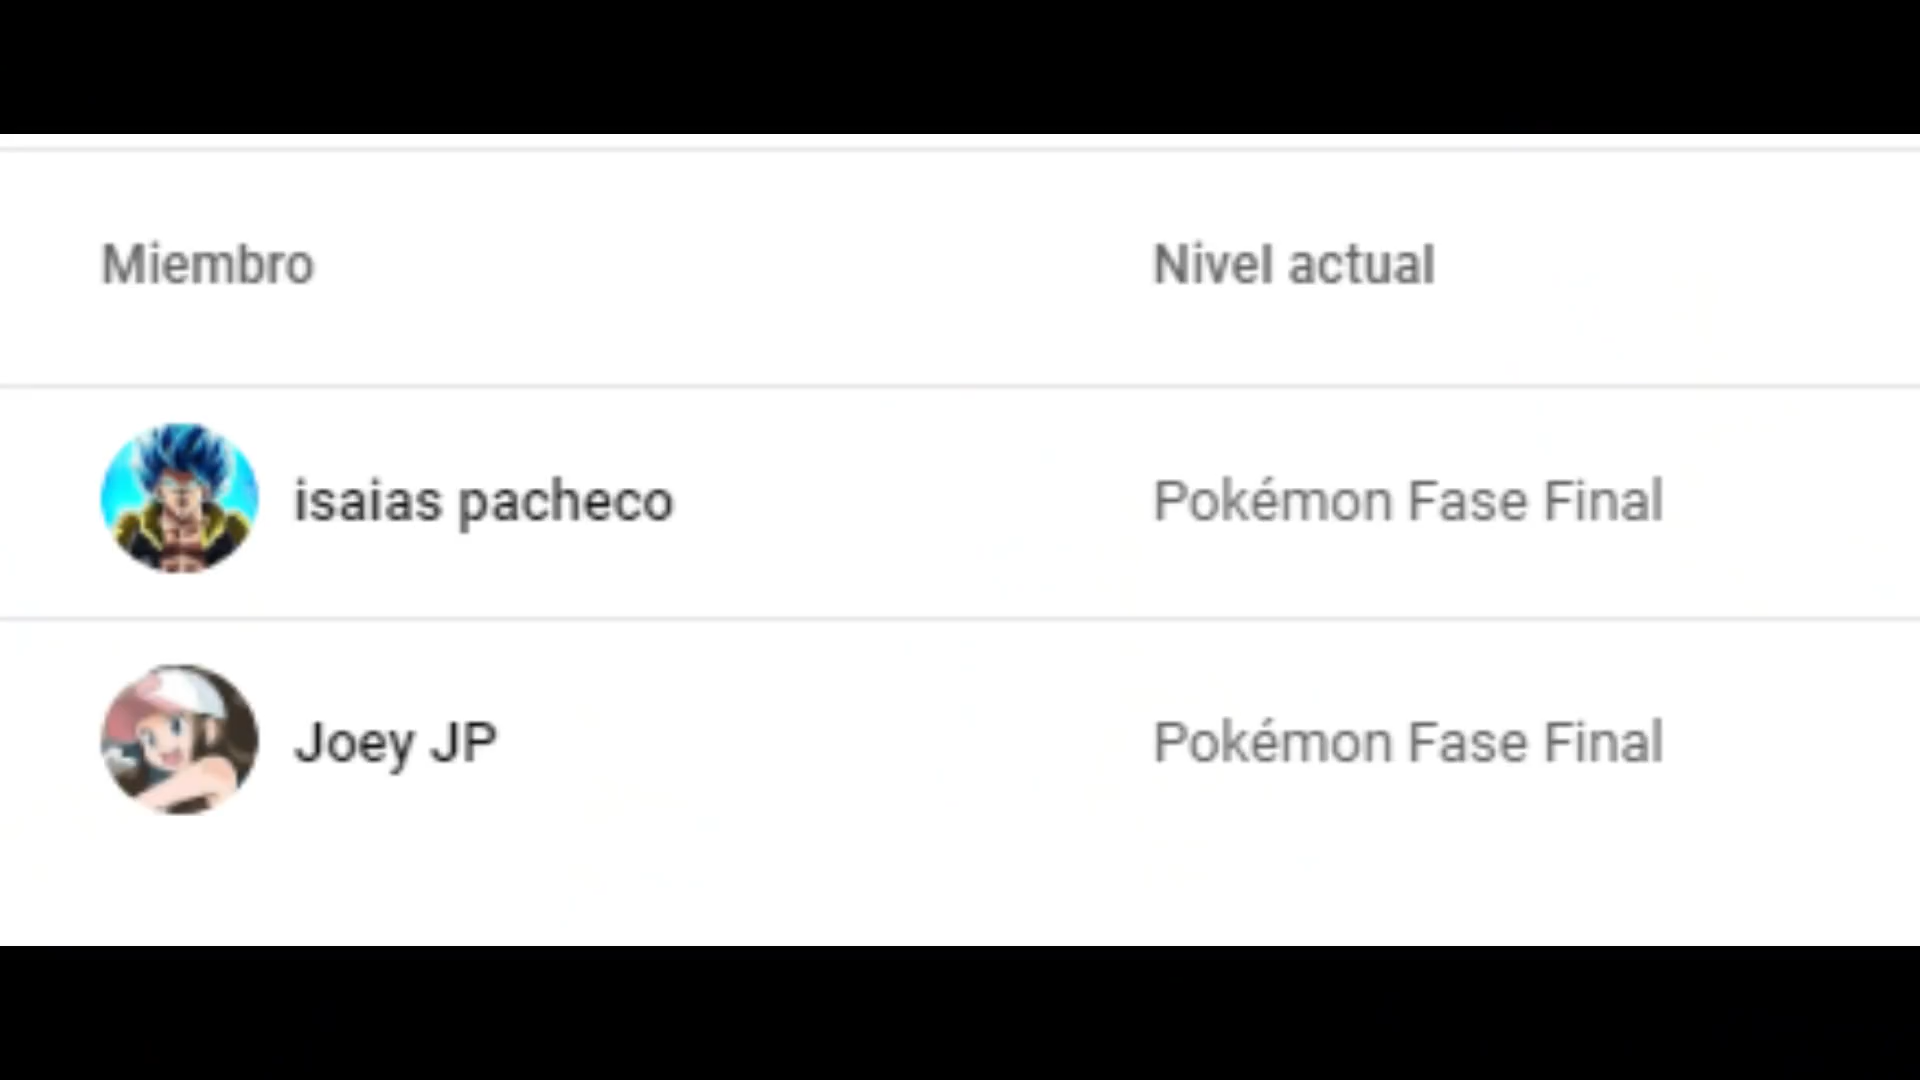 Miembro Nivel actual
isaias pacheco Pokémon Fase Final
Joey JP Pokémon Fase Final